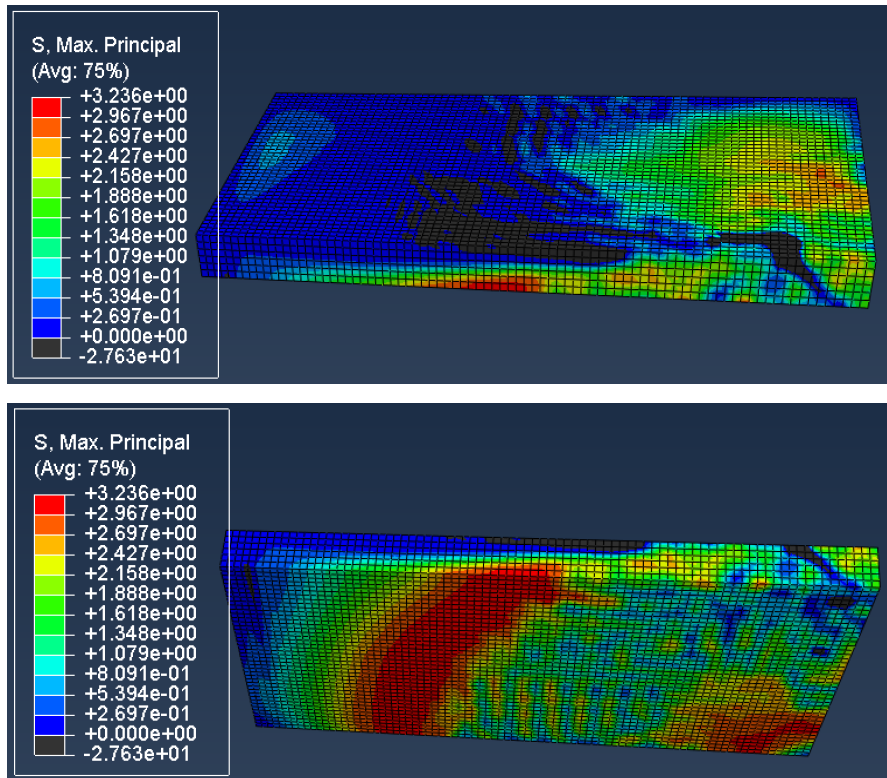 S, Max. Principal
(Avg: 75%)
+3.236e+00
+2.967e+00
+2.697e+00
+2.427e+00
+2.158e+00
+1.888e+00
+1.618e+00
+1.348e+00
+1.079e+00
+8.091e-01
+5.394e-01
+2.697e-01
+0.000e+00
-2.763e+01
S, Max. Principal
(Avg: 75%)
+3.236e+00
+2.967e+00
+2.697e+00
+2.427e+00
+2.158e+00
+1.888e+00
+1.618e+00
+1.348e+00
+1.079e+00
+8.091e-01
+5.394e-01
+2.697e-01
+0.000e+00
-2.763e+01